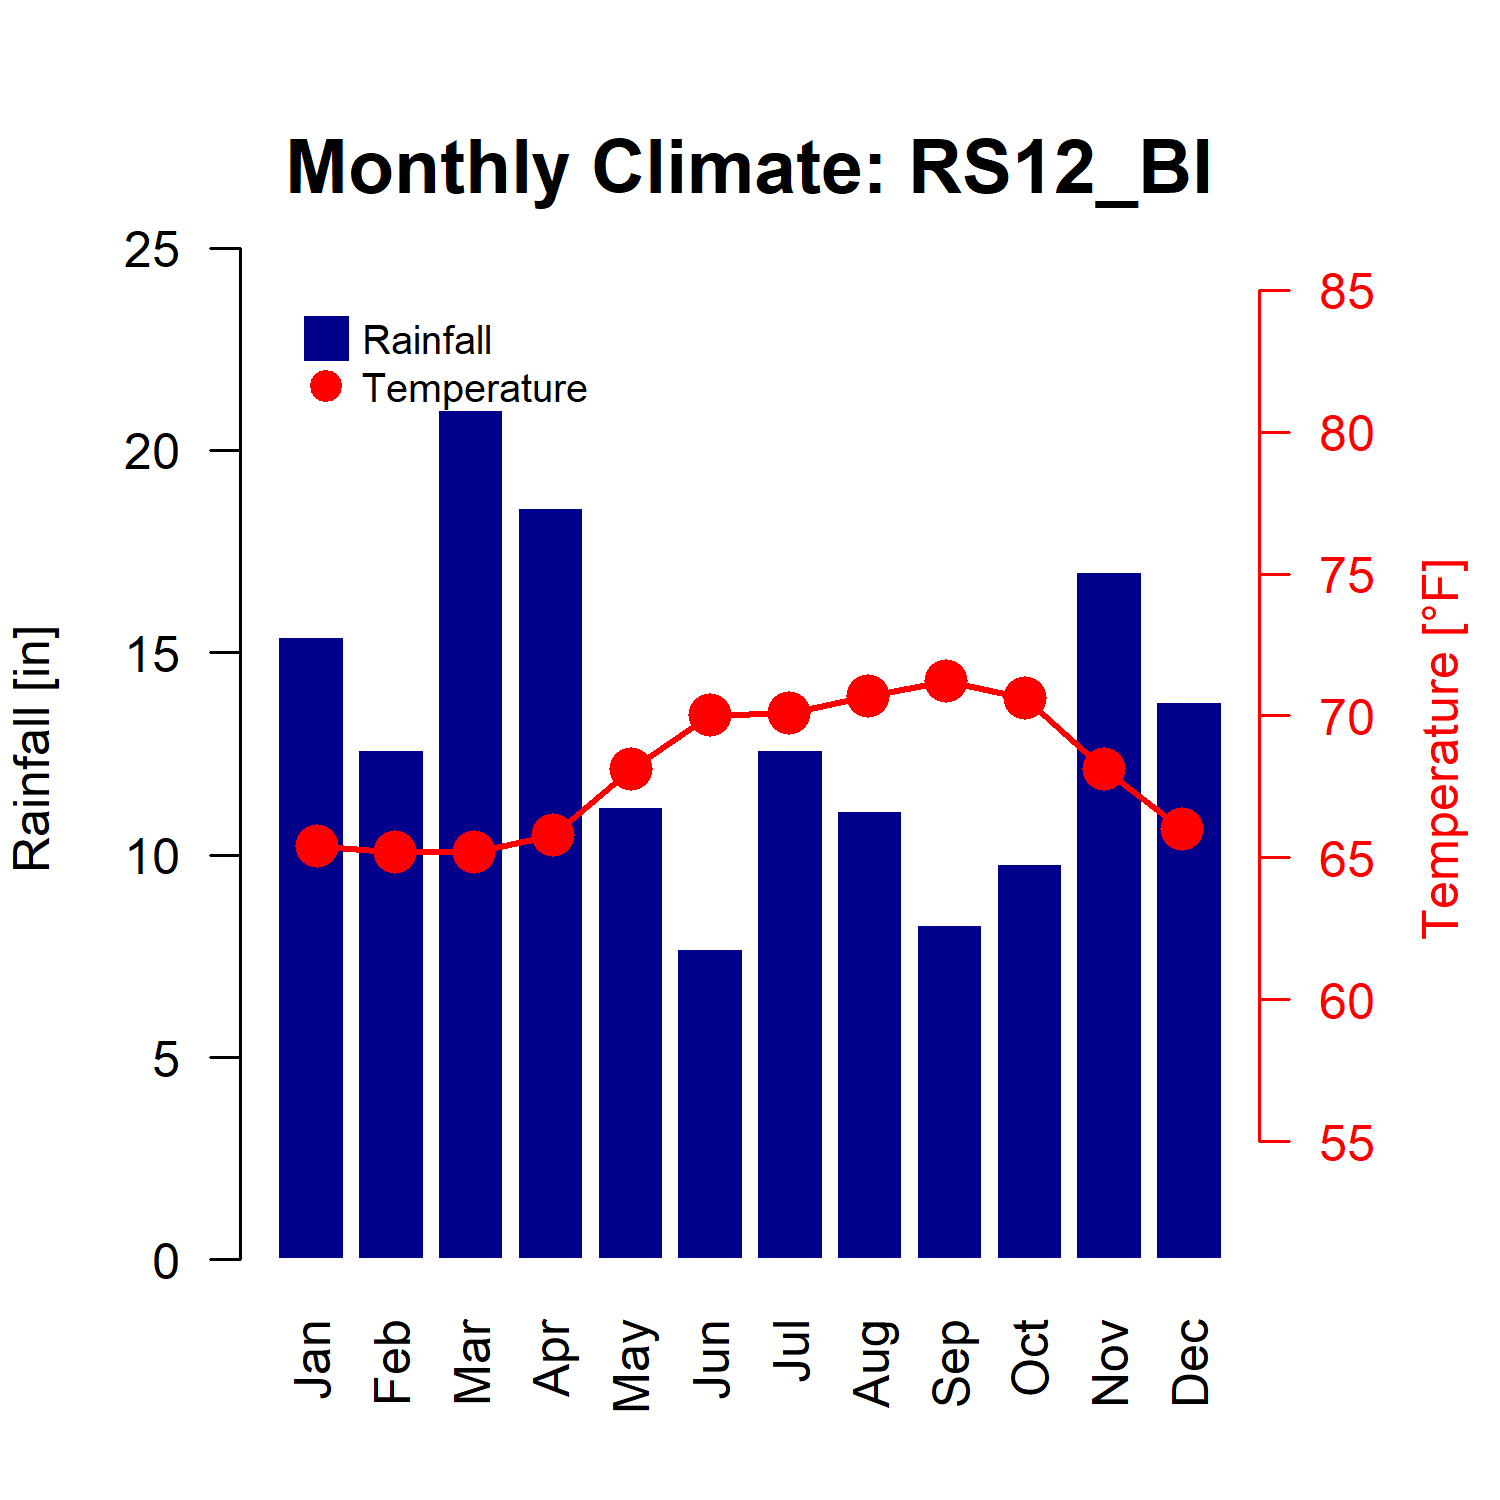 Monthly Climate: RS12_BI
25
20
15
10
5
0
Rainfall [in]
Rainfall
Temperature
85
80
75
70
65
60
55
Temperature [°F]
Jan
Feb
Mar
Apr
May
Jun
Jul
Aug
Sep
Oct
Nov
Dec